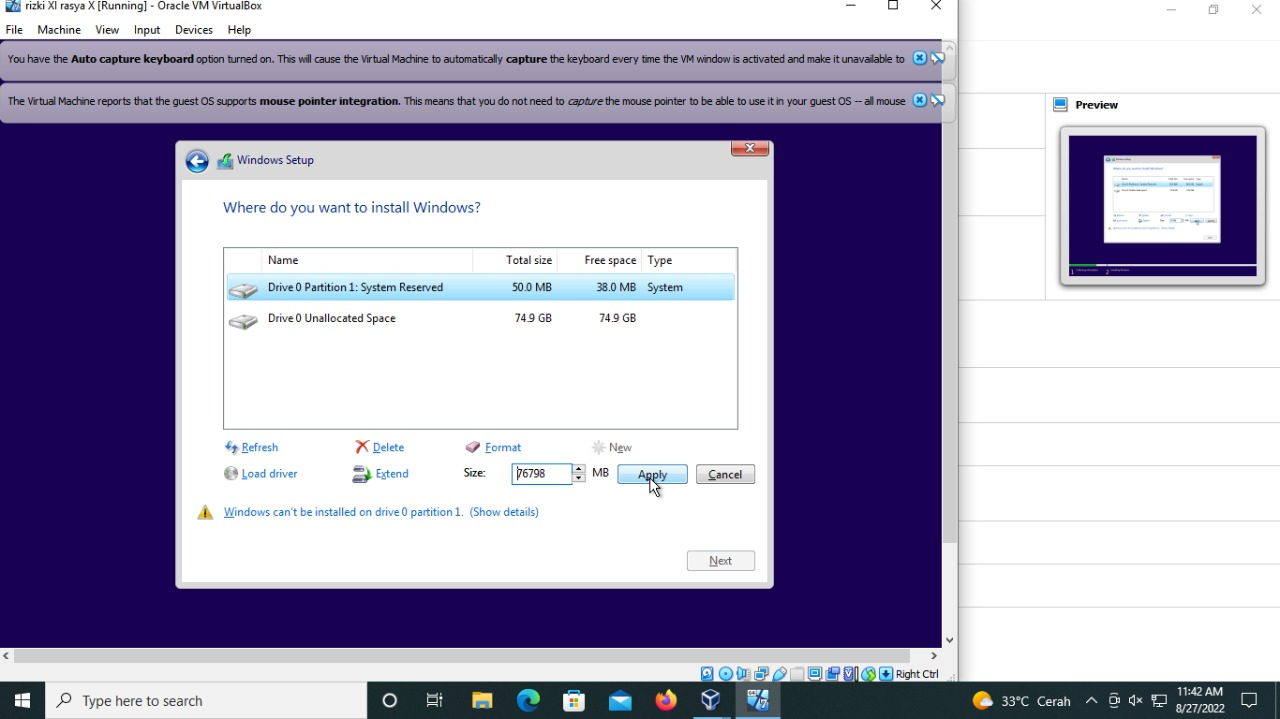 rizki XI rasya X [Running] - Oracle VM VirtualBox
File Machine View Input Devices Help
You have the Auto capture keyboard option turned on. This will cause the Virtual Machine to automatically capture the keyboard every time the VM window is activated and make it unavailable to
The Virtual Machine reports that the guest OS supports mouse pointer integration. This means that you do not need to capture the mouse pointer to be able to use it in your guest OS -- all mouse
Preview
Windows Setup
Where do you want to install Windows?
Name Total size Free space Type
Drive 0 Partition 1: System Reserved 50.0 MB 38.0 MB System
Drive 0 Unallocated Space 74.9 GB 74.9 GB
Refresh Delete Format New
Load driver Extend Size: 76798 MB Apply Cancel
Windows can't be installed on drive 0 partition 1. (Show details)
Next
Right Ctrl
Type here to search
33°C Cerah
11:42 AM
8/27/2022